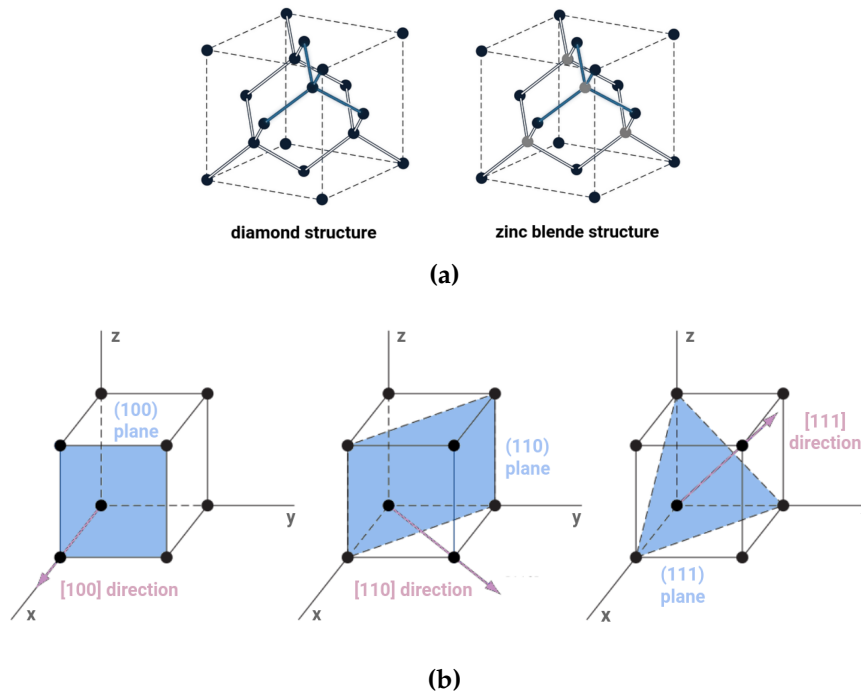 diamond structure
zinc blende structure
(a)
z
(100)
plane
y
[100] direction
x
z
(110)
plane
y
[110] direction
x
z
[111]
direction
(111)
plane
x
(b)